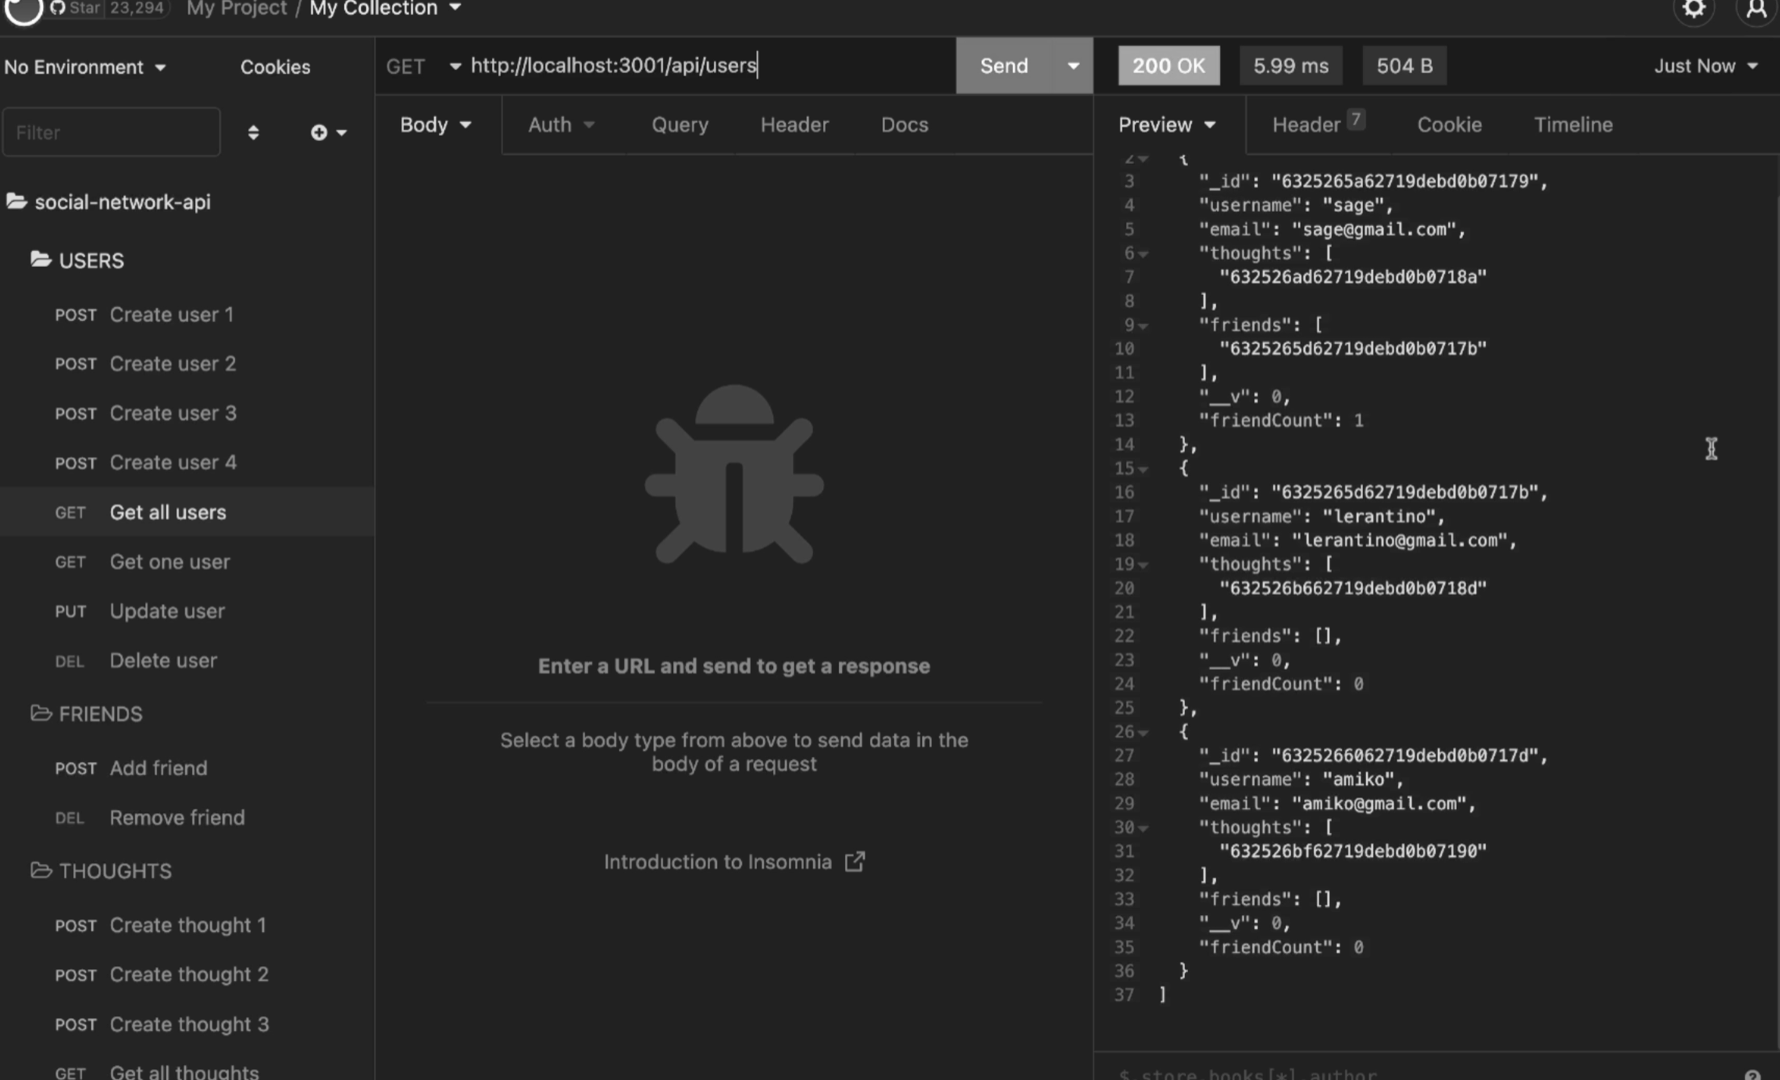 Star 23,294 My Project / My Collection
No Environment Cookies
Filter
social-network-api
USERS
POST Create user 1
POST Create user 2
POST Create user 3
POST Create user 4
GET Get all users
GET Get one user
PUT Update user
DEL Delete user
FRIENDS
POST Add friend
DEL Remove friend
THOUGHTS
POST Create thought 1
POST Create thought 2
POST Create thought 3
GET Get all thoughts
GET http://localhost:3001/api/users Send
Body Auth Query Header Docs
Enter a URL and send to get a response
Select a body type from above to send data in the
body of a request
Introduction to Insomnia
200 OK 5.99 ms 504 B Just Now
Preview Header 7 Cookie Timeline
2 {
3 "_id": "6325265a62719debd0b07179",
4 "username": "sage",
5 "email": "sage@gmail.com",
6 "thoughts": [
7 "632526ad62719debd0b0718a"
8 ],
9 "friends": [
10 "6325265d62719debd0b0717b"
11 ],
12 "__v": 0,
13 "friendCount": 1
14 },
15 {
16 "_id": "6325265d62719debd0b0717b",
17 "username": "lerantino",
18 "email": "lerantino@gmail.com",
19 "thoughts": [
20 "632526b662719debd0b0718d"
21 ],
22 "friends": [],
23 "__v": 0,
24 "friendCount": 0
25 },
26 {
27 "_id": "6325266062719debd0b0717d",
28 "username": "amiko",
29 "email": "amiko@gmail.com",
30 "thoughts": [
31 "632526bf62719debd0b07190"
32 ],
33 "friends": [],
34 "__v": 0,
35 "friendCount": 0
36 }
37 ]
$.store.books[*].author